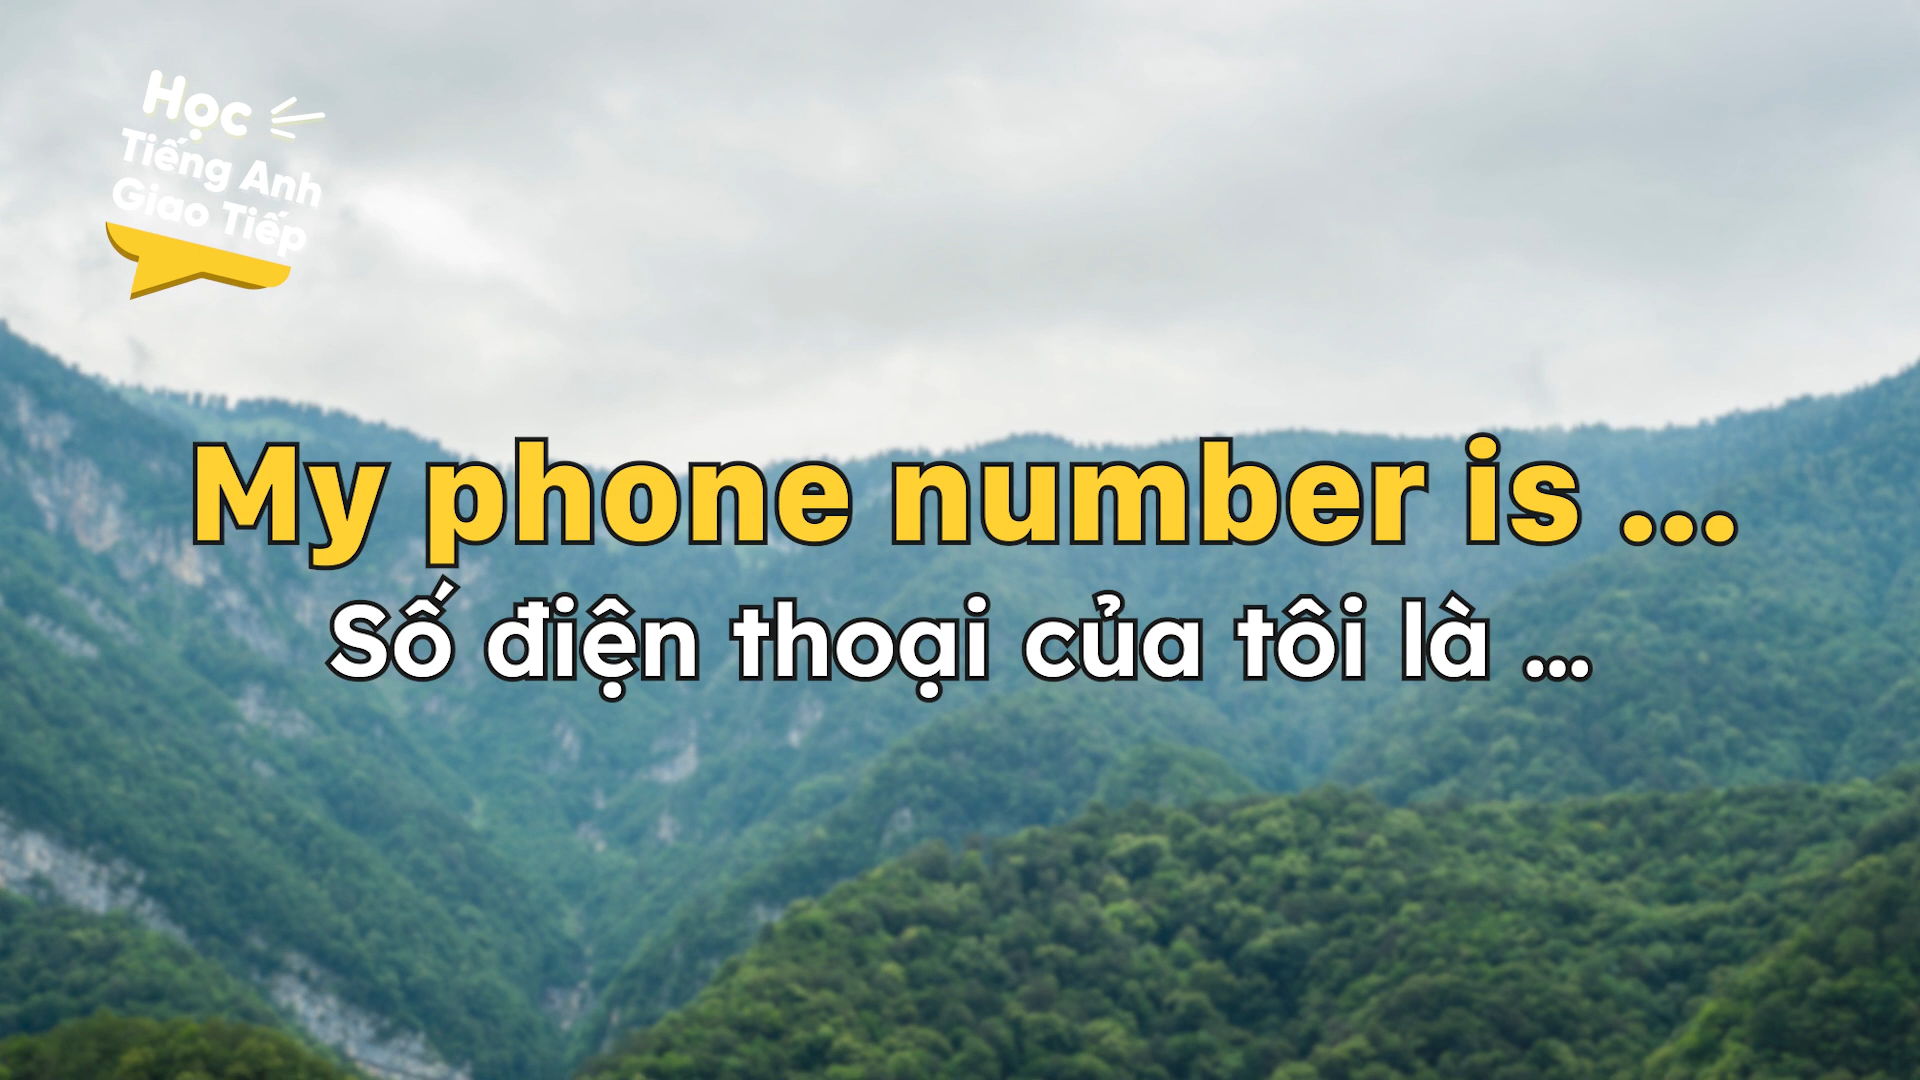 Học
Tiếng Anh
Giao Tiếp
My phone number is ...
Số điện thoại của tôi là ...